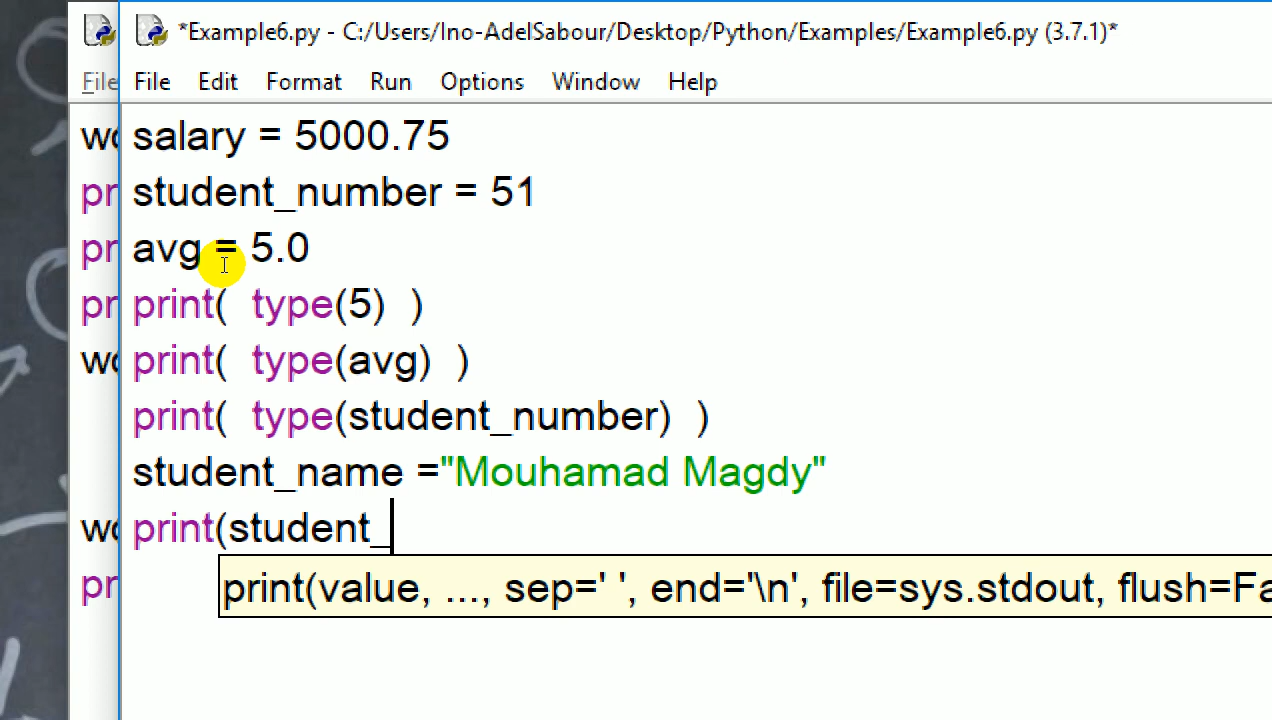 *Example6.py - C:/Users/Ino-AdelSabour/Desktop/Python/Examples/Example6.py (3.7.1)*
File
File Edit Format Run Options Window Help
salary = 5000.75
student_number = 51
avg = 5.0
print(  type(5)  )
print(  type(avg)  )
print(  type(student_number)  )
student_name ="Mouhamad Magdy"
print(student_
print(value, ..., sep=' ', end='\n', file=sys.stdout, flush=Fa